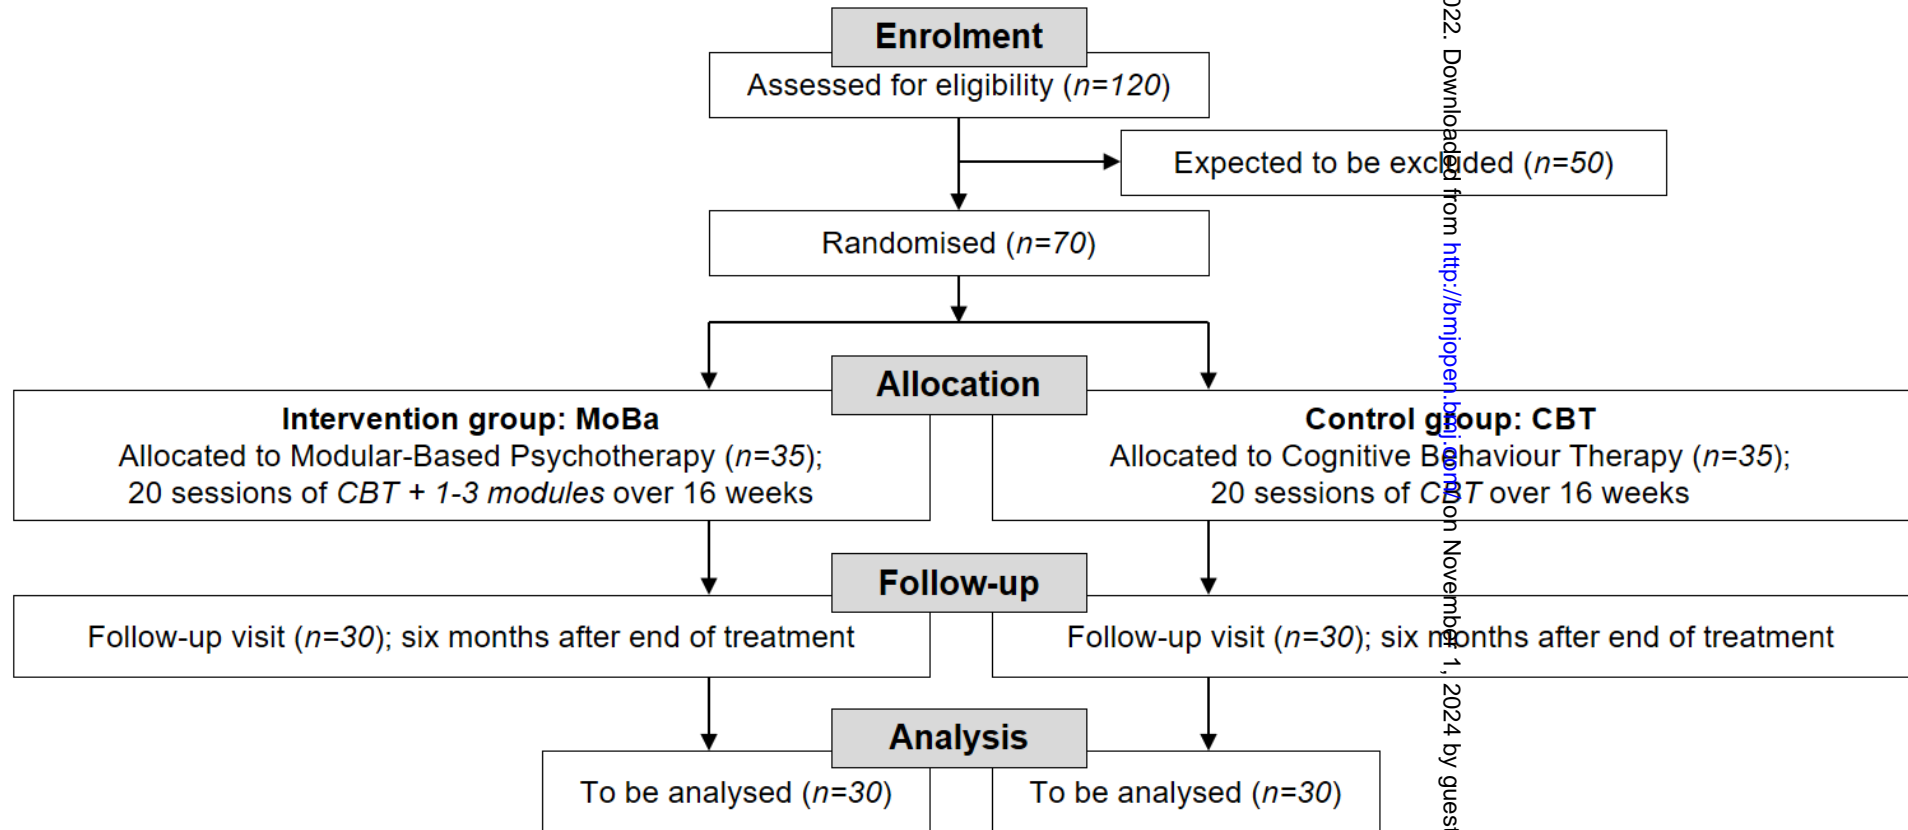 Enrolment
Assessed for eligibility (n=120)
Expected to be excluded (n=50)
Randomised (n=70)
Allocation
Intervention group: MoBa
Allocated to Modular-Based Psychotherapy (n=35);
20 sessions of CBT + 1-3 modules over 16 weeks
Control group: CBT
Allocated to Cognitive Behaviour Therapy (n=35);
20 sessions of CBT over 16 weeks
Follow-up
Follow-up visit (n=30); six months after end of treatment
Follow-up visit (n=30); six months after end of treatment
Analysis
To be analysed (n=30)
To be analysed (n=30)
022. Downloaded from http://bmjopen.bmj.com/ on November 1, 2024 by guest